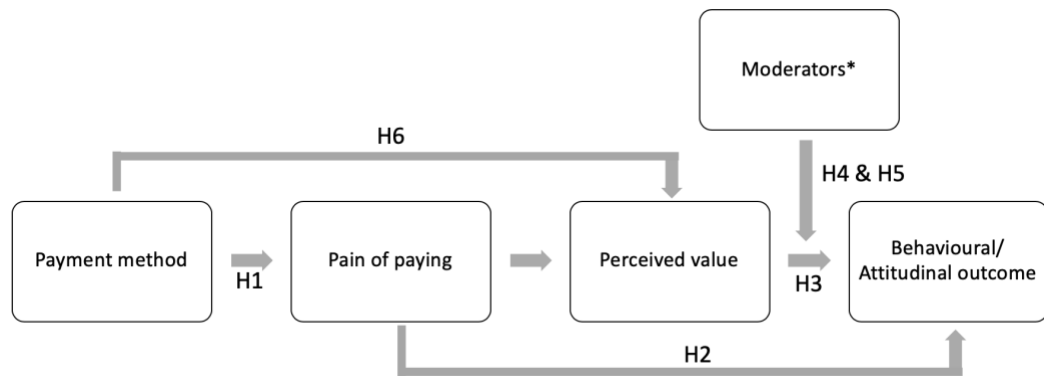 Moderators*
H6
H4 & H5
Payment method
H1
Pain of paying
Perceived value
H3
Behavioural/
Attitudinal outcome
H2